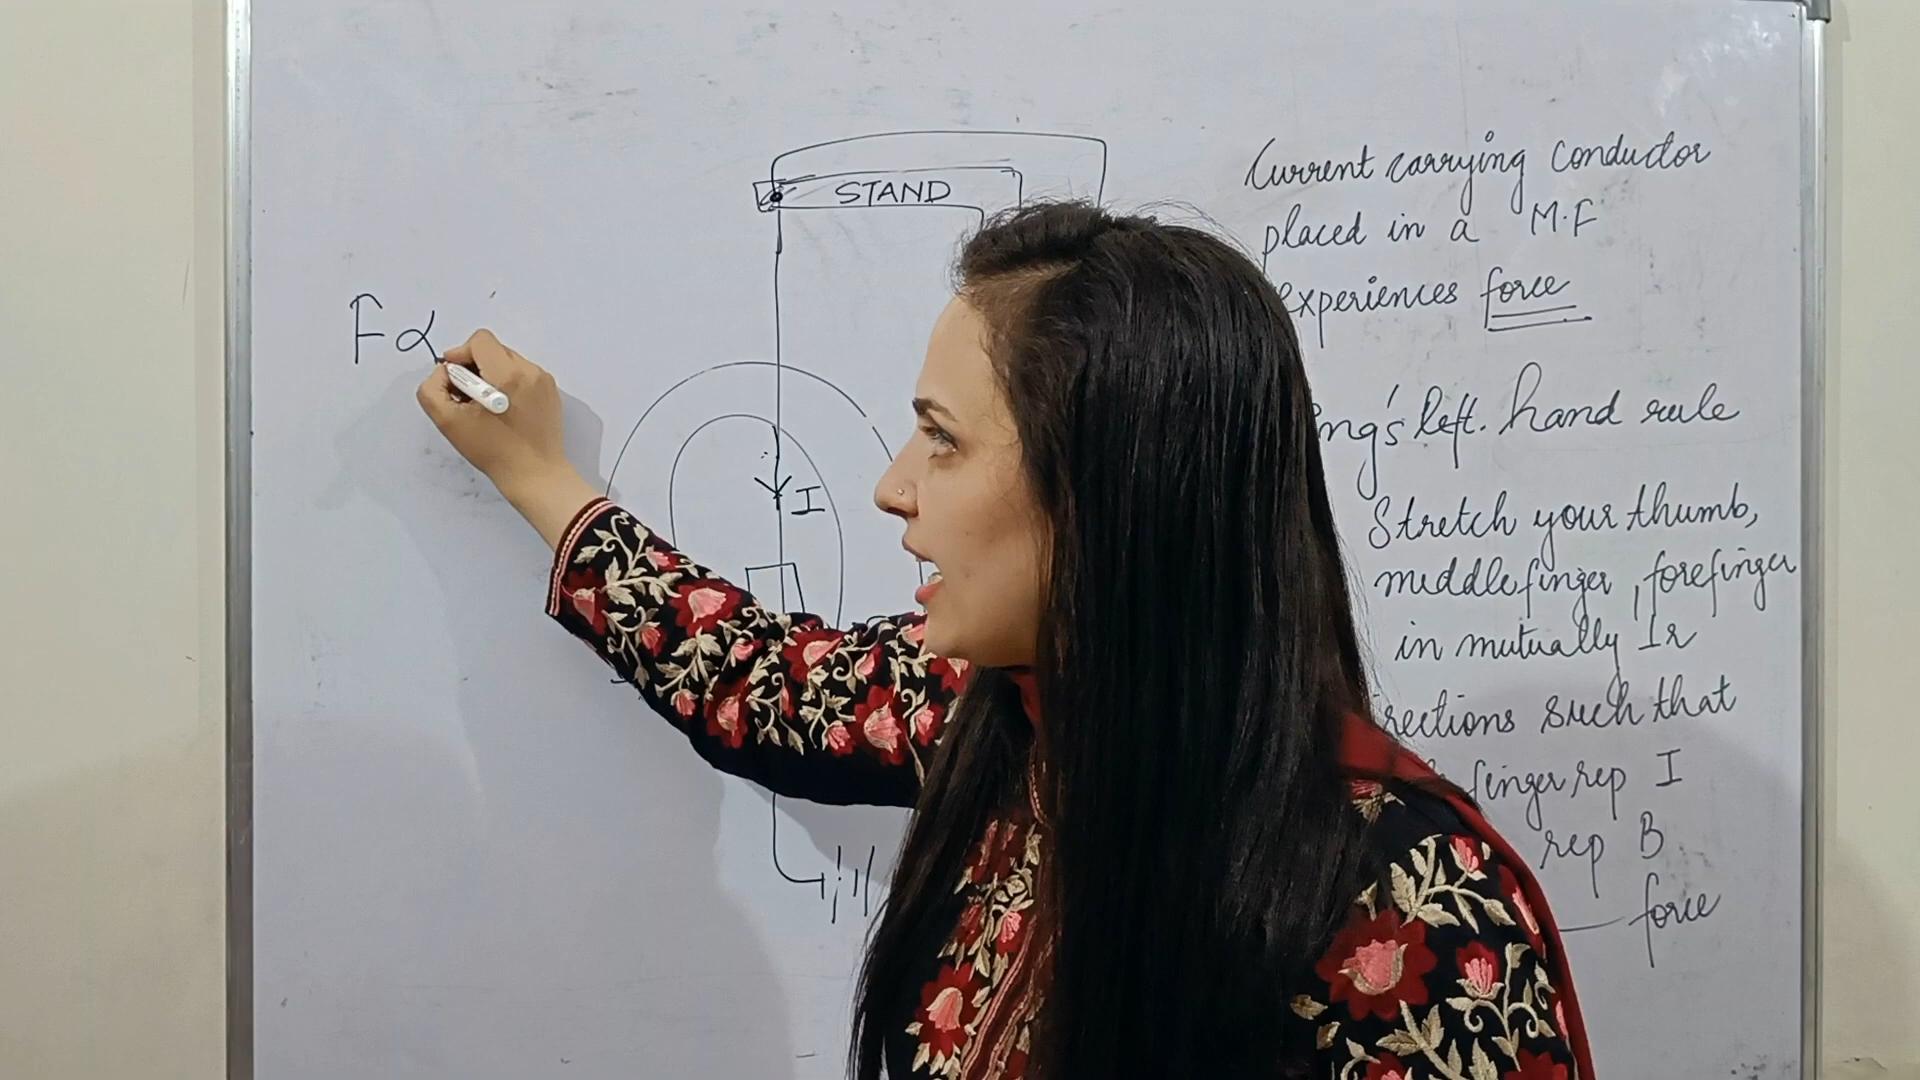 STAND
F α
I
Current carrying conductor
placed in a M.F
experiences force
ng's left. hand rule
Stretch your thumb,
middle finger, forefinger
in mutually Ir
rections such that
finger rep I
rep B
force